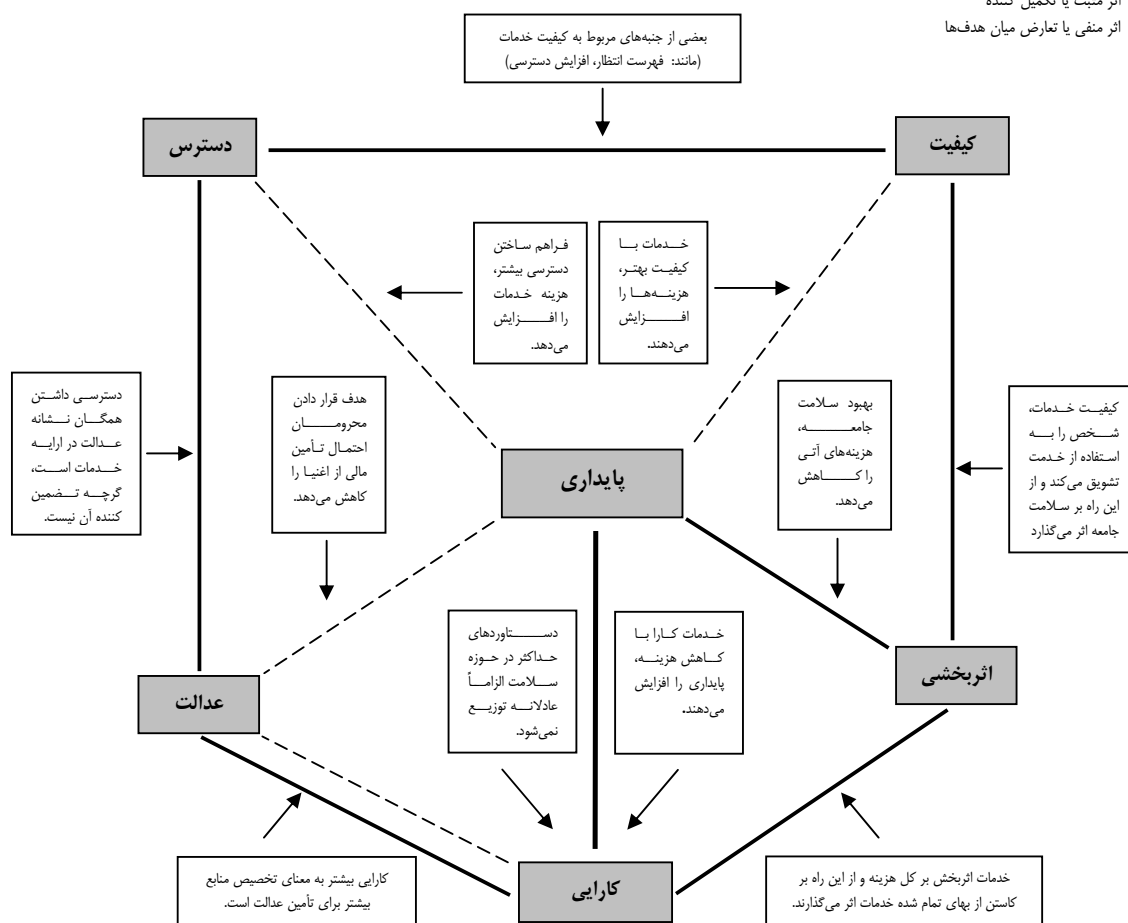 اثر مثبت یا تکمیل کننده
اثر منفی یا تعارض میان هدف‌ها
بعضی از جنبه‌های مربوط به کیفیت خدمات
(مانند: فهرست انتظار، افزایش دسترسی)
کیفیت
دسترس
خدمات با
کیفیت بهتر،
هزینه‌ها را
افزایش
می‌دهند.
فراهم ساختن
دسترسی بیشتر،
هزینه خدمات
را افزایش
می‌دهد.
کیفیت خدمات،
شخص را به
استفاده از خدمت
تشویق می‌کند و از
این راه بر سلامت
جامعه اثر می‌گذارد
بهبود سلامت
جامعه،
هزینه‌های آتی
را کاهش
می‌دهد.
هدف قرار دادن
محرومان
احتمال تأمین
مالی از اغنیا را
کاهش می‌دهد.
دسترسی داشتن
همگان نشانه
عدالت در ارایه
خدمات است،
گرچه تضمین
کننده آن نیست.
پایداری
خدمات کارا با
کاهش هزینه،
پایداری را افزایش
می‌دهند.
دستاوردهای
حداکثر در حوزه
سلامت الزاماً
عادلانه توزیع
نمی‌شود.
اثربخشی
عدالت
کارایی
خدمات اثربخش بر کل هزینه و از این راه بر
کاستن از بهای تمام شده خدمات اثر می‌گذارند.
کارایی بیشتر به معنای تخصیص منابع
بیشتر برای تأمین عدالت است.